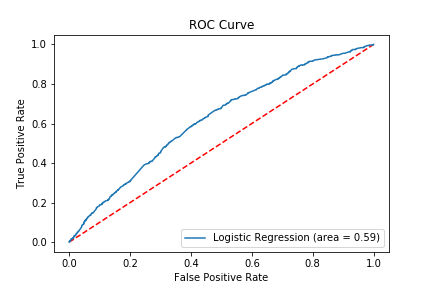 ROC Curve
True Positive Rate
1.0
0.8
0.6
0.4
0.2
0.0
Logistic Regression (area = 0.59)
0.0 0.2 0.4 0.6 0.8 1.0
False Positive Rate